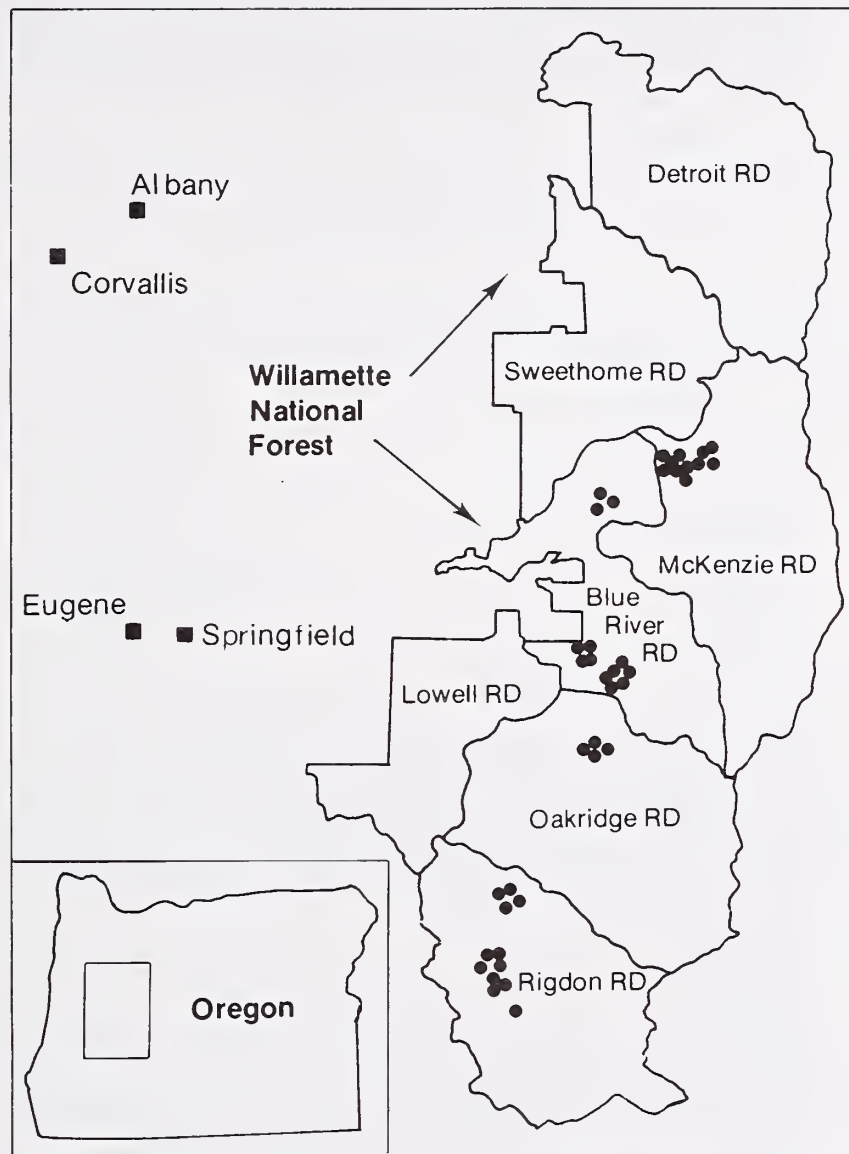 Detroit RD
Albany
Corvallis
Willamette
National
Forest
Sweethome RD
McKenzie RD
Eugene
Springfield
Blue
River
RD
Lowell RD
Oakridge RD
Rigdon RD
Oregon